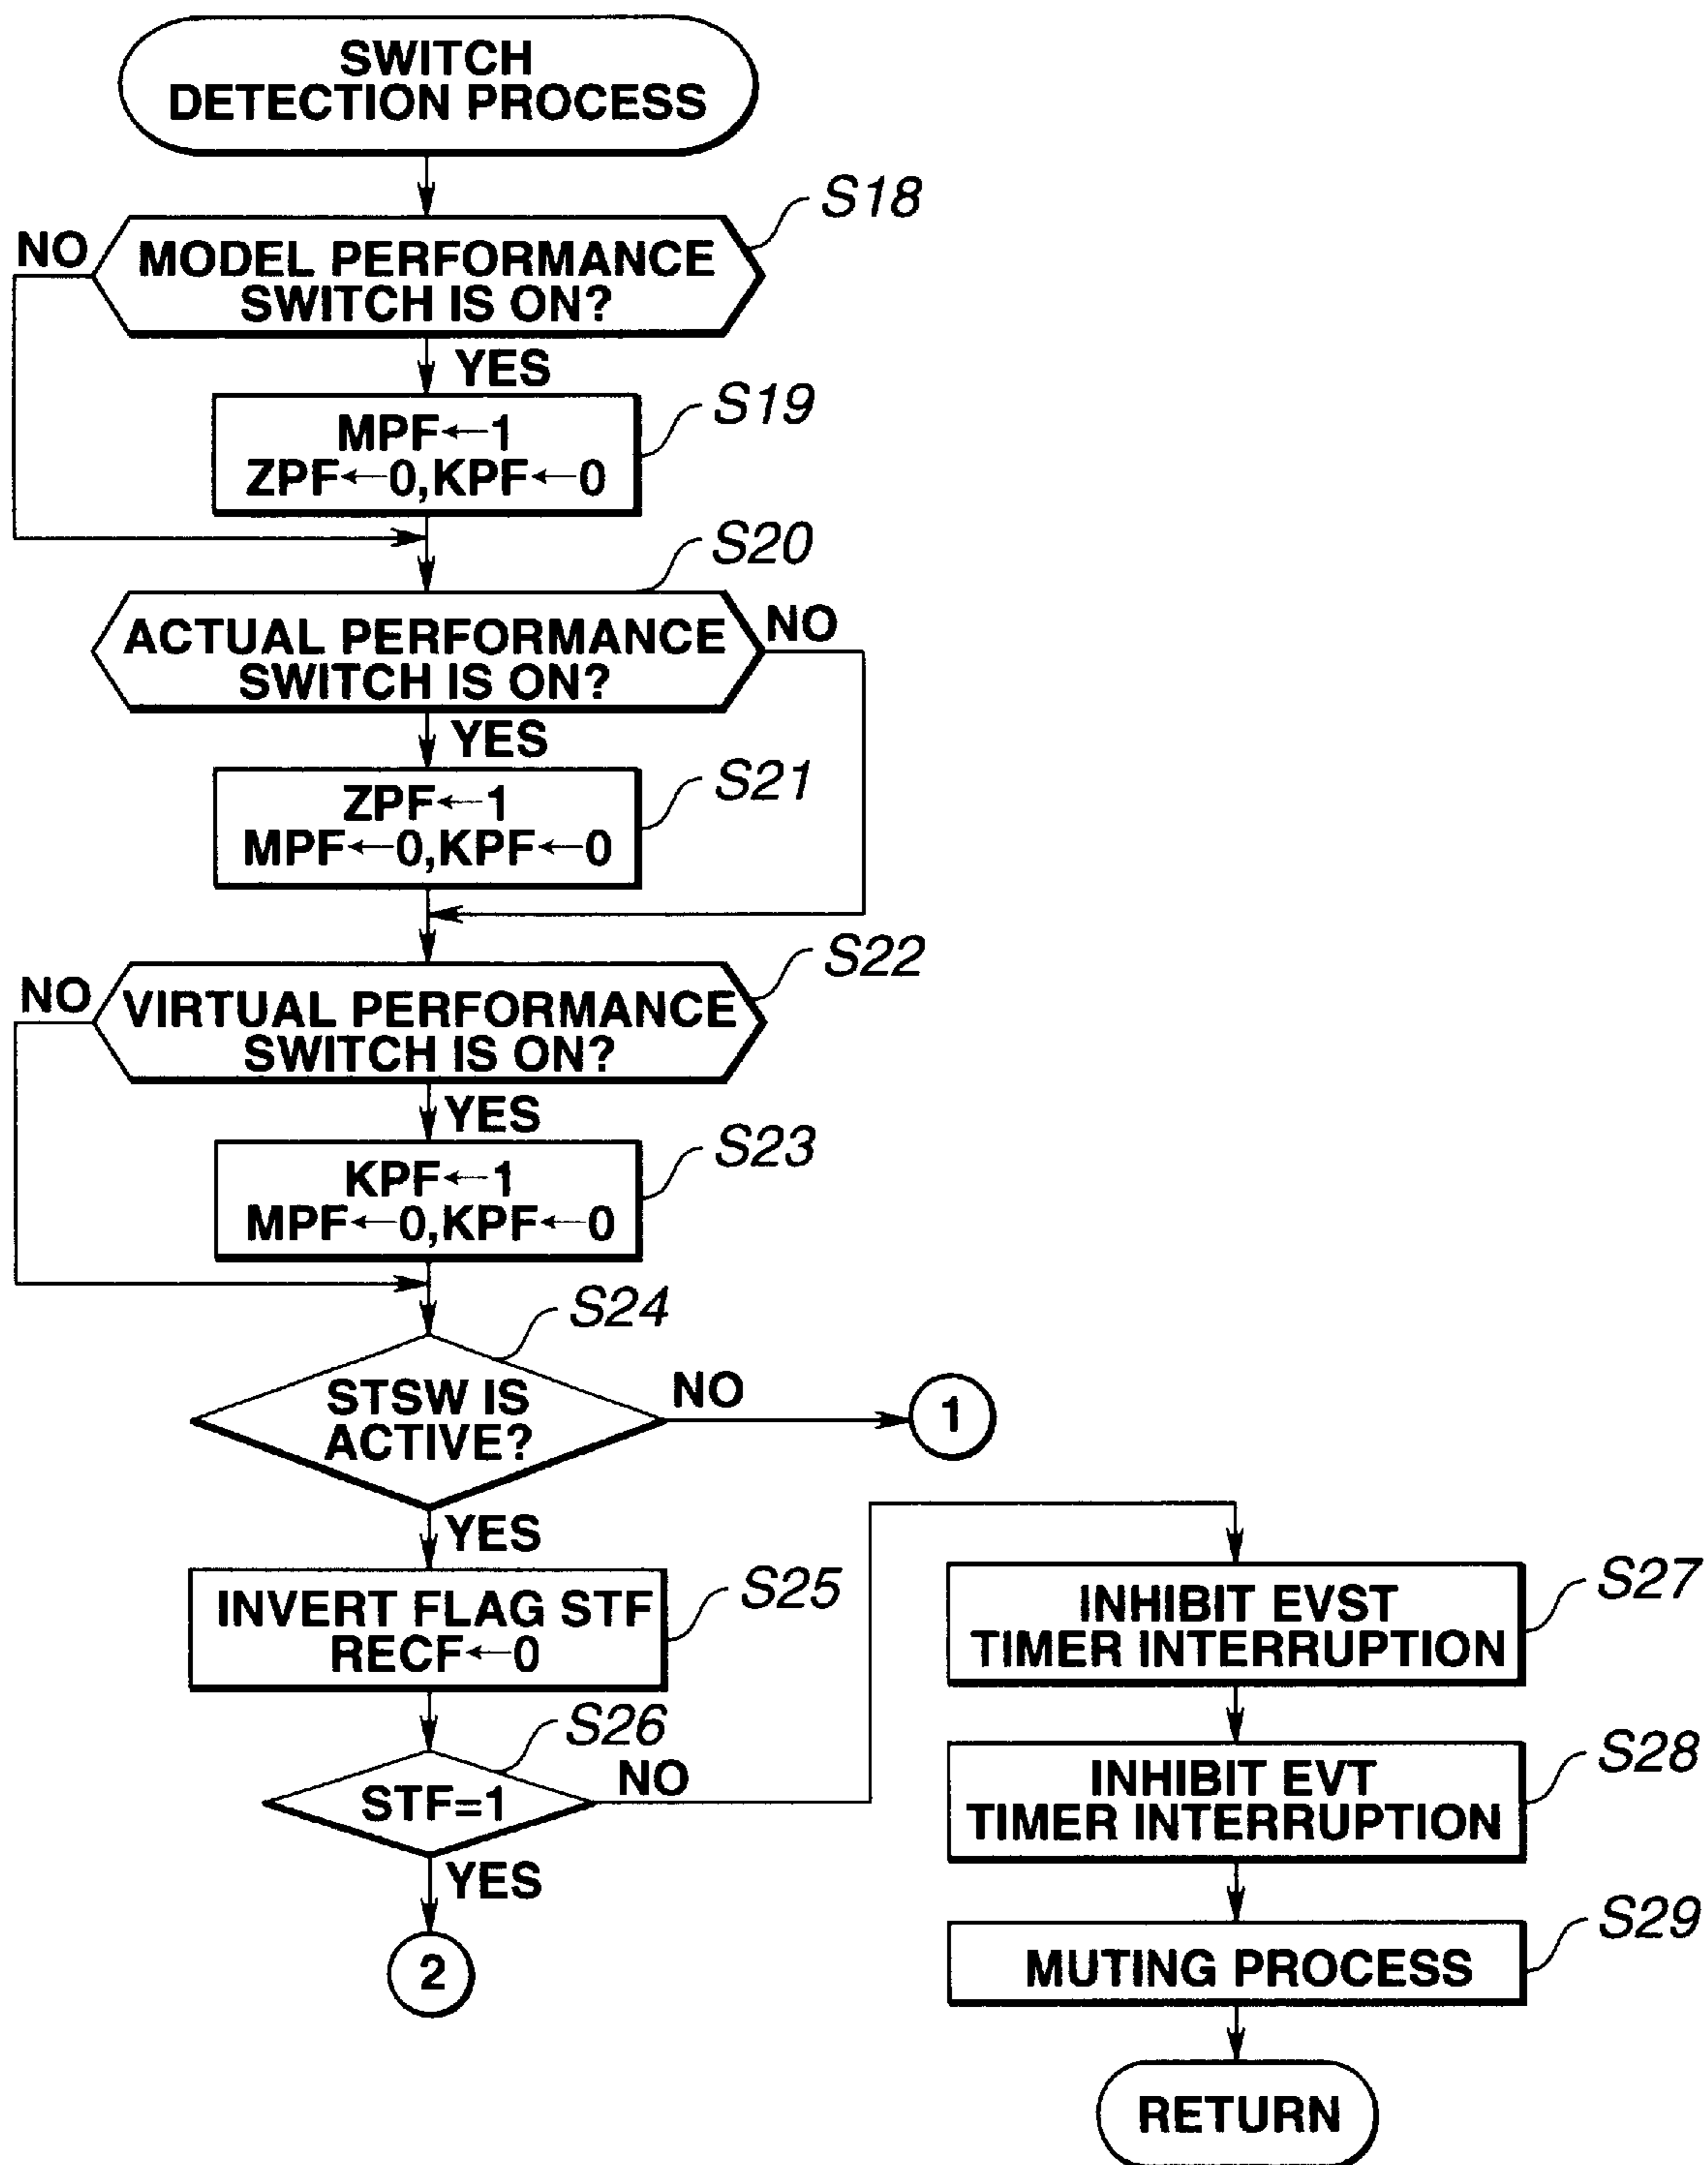 SWITCH
DETECTION PROCESS
S18
NO
MODEL PERFORMANCE
SWITCH IS ON?
YES
S19
MPF←1
ZPF←0,KPF←0
S20
ACTUAL PERFORMANCE
SWITCH IS ON?
NO
YES
S21
ZPF←1
MPF←0,KPF←0
S22
NO
VIRTUAL PERFORMANCE
SWITCH IS ON?
YES
S23
KPF←1
MPF←0,KPF←0
S24
STSW IS
ACTIVE?
NO
1
YES
S25
INVERT FLAG STF
RECF←0
S26
STF=1
NO
YES
2
S27
INHIBIT EVST
TIMER INTERRUPTION
S28
INHIBIT EVT
TIMER INTERRUPTION
S29
MUTING PROCESS
RETURN